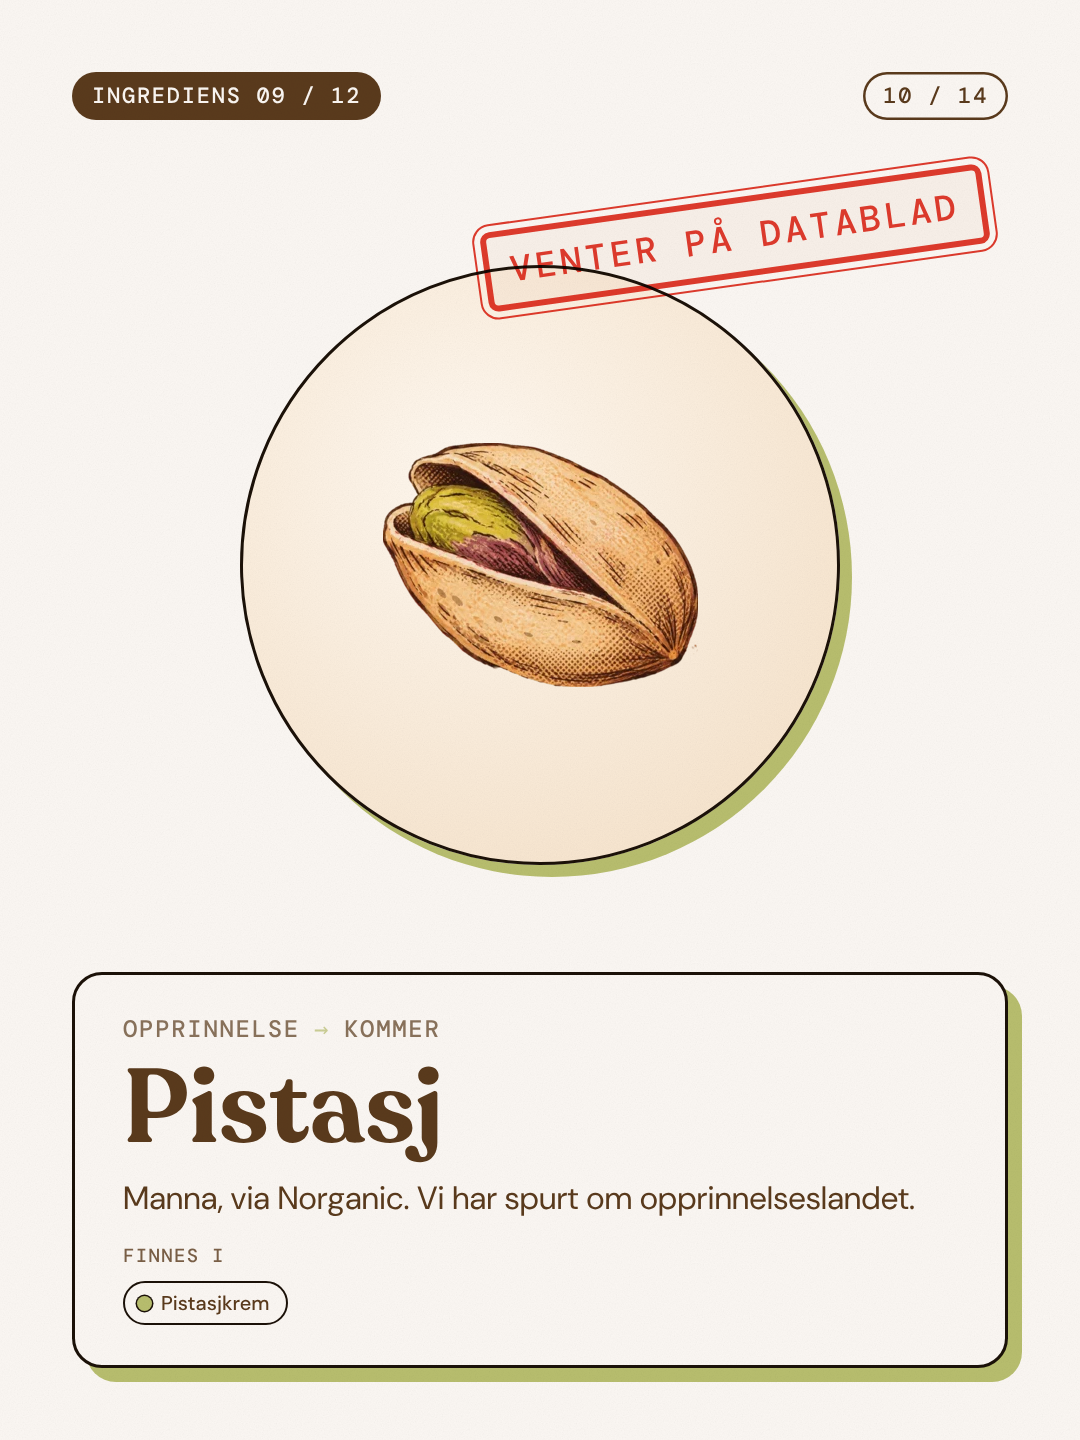 INGREDIENS 09 / 12
10 / 14
VENTER PÅ DATABLAD
OPPRINNELSE → KOMMER
Pistasj
Manna, via Norganic. Vi har spurt om opprinnelseslandet.
FINNES I
Pistasjkrem